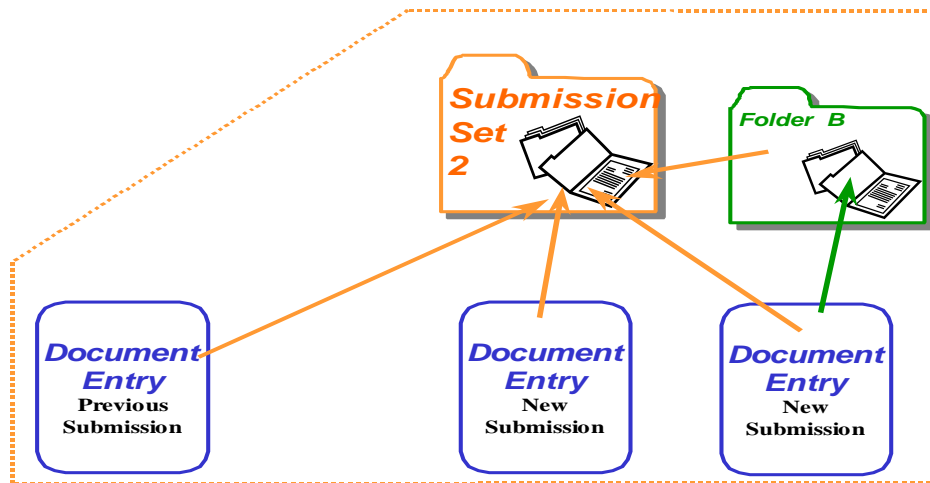 Submission
Set
2
Folder B
Document
Entry
Previous
Submission
Document
Entry
New
Submission
Document
Entry
New
Submission